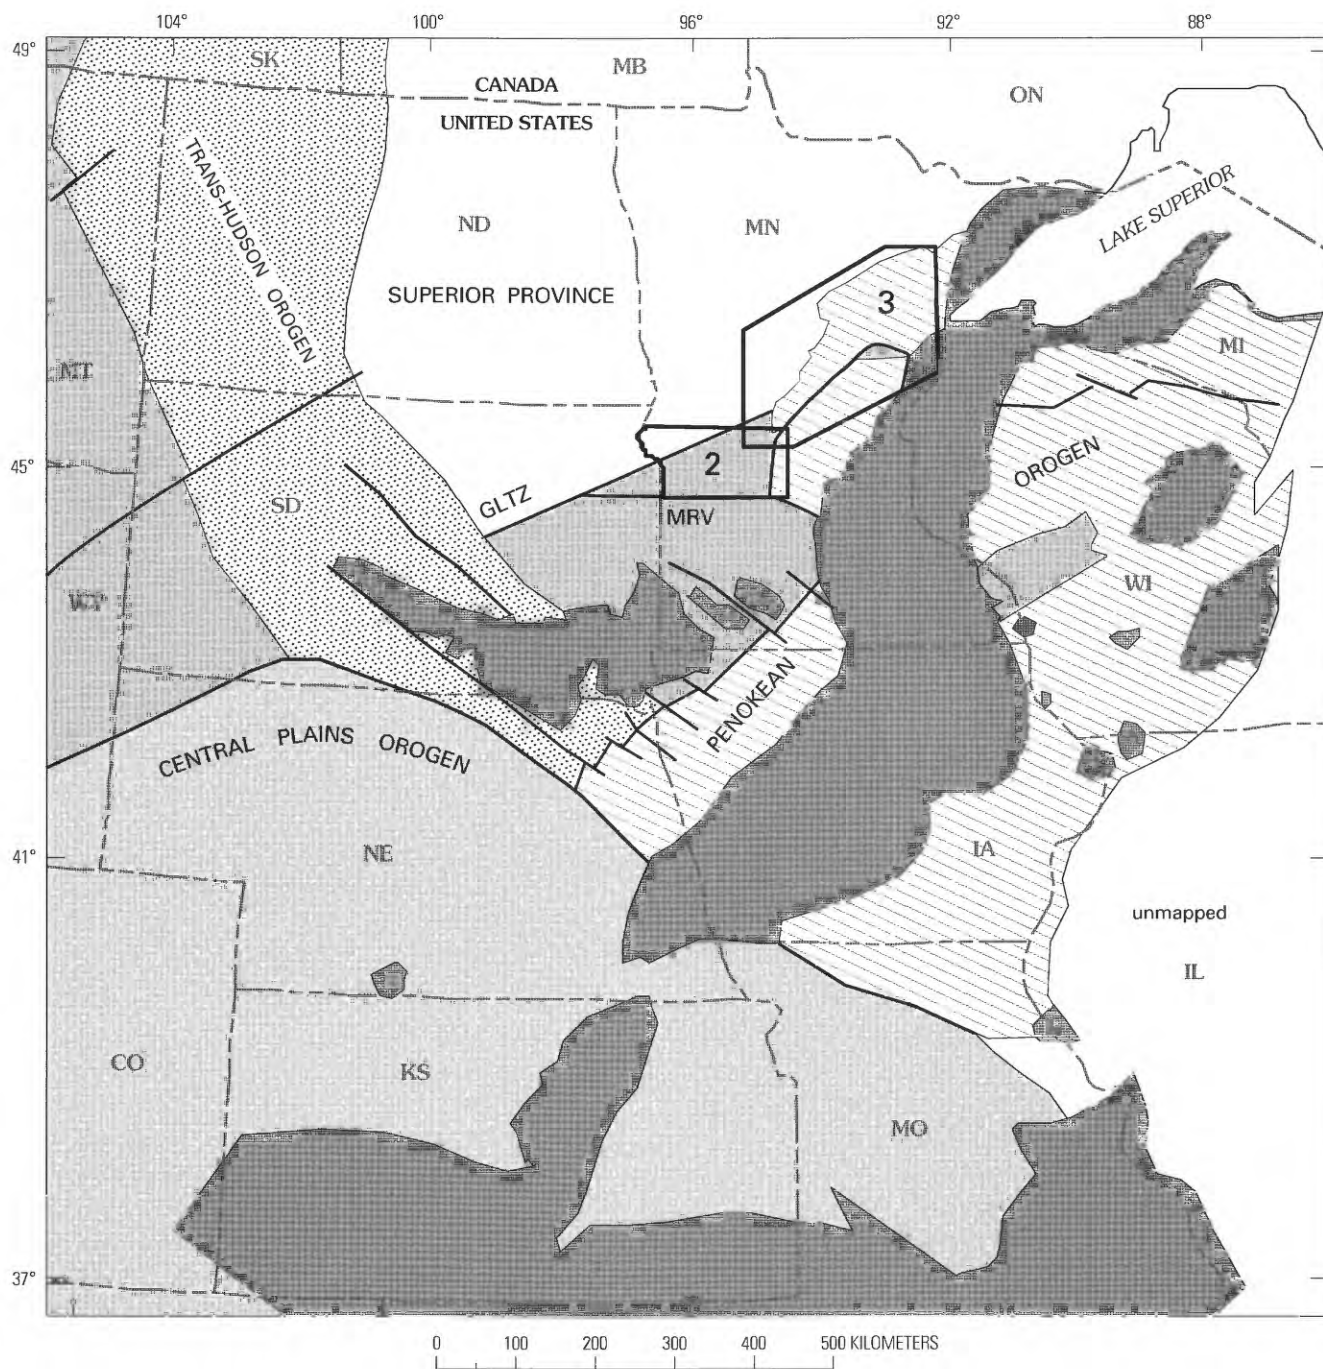 104° 100° 96° 92° 88°
49°
SK
MB
CANADA
ON
UNITED STATES
TRANS-HUDSON OROGEN
ND
MN
LAKE SUPERIOR
SUPERIOR PROVINCE
3
MI
MT
45°
2
OROGEN
GLTZ
SD
MRV
WI
WY
PENOKEAN
CENTRAL PLAINS OROGEN
41°
NE
IA
unmapped
IL
CO
KS
MO
37°
0 100 200 300 400 500 KILOMETERS